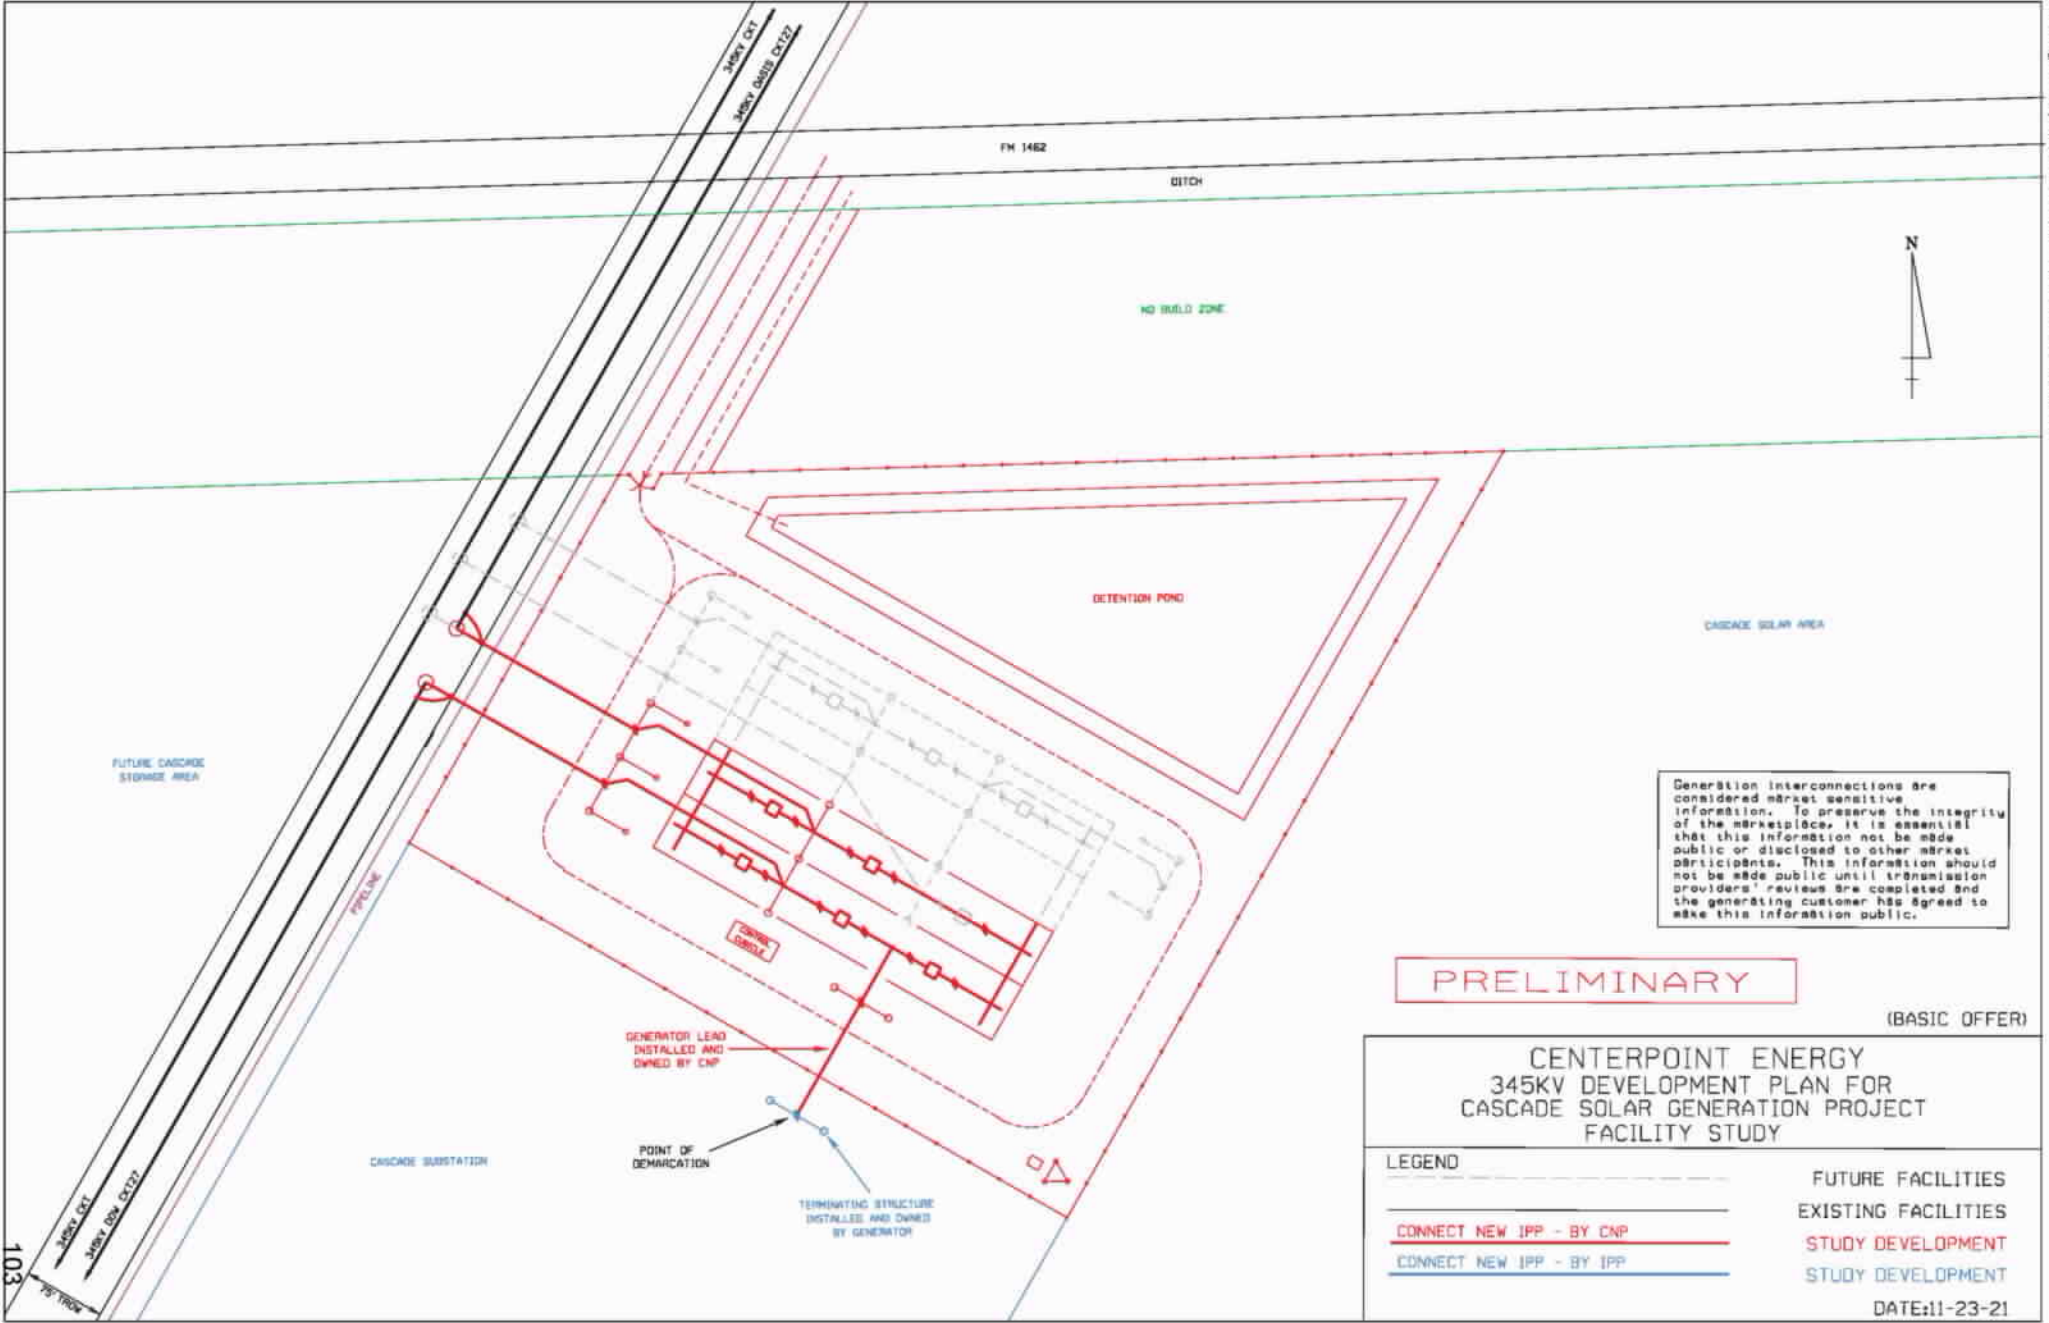 345KV CKT
345KV OASIS CKT27
FM 1462
DITCH
N
NO BUILD ZONE
DETENTION POND
CASCADE SOLAR AREA
FUTURE CASCADE
STORAGE AREA
PIPELINE
CONTROL
CUBICLE
Generation interconnections are
considered market sensitive
information. To preserve the integrity
of the marketplace, it is essential
that this information not be made
public or disclosed to other market
participants. This information should
not be made public until transmission
providers' reviews are completed and
the generating customer has agreed to
make this information public.
PRELIMINARY
(BASIC OFFER)
GENERATOR LEAD
INSTALLED AND
OWNED BY CNP
POINT OF
DEMARCATION
CASCADE SUBSTATION
TERMINATING STRUCTURE
INSTALLED AND OWNED
BY GENERATOR
345KV CKT
345KV DOW CKT27
75' TROW
103
CENTERPOINT ENERGY
345KV DEVELOPMENT PLAN FOR
CASCADE SOLAR GENERATION PROJECT
FACILITY STUDY
LEGEND
FUTURE FACILITIES
EXISTING FACILITIES
CONNECT NEW IPP - BY CNP
STUDY DEVELOPMENT
CONNECT NEW IPP - BY IPP
STUDY DEVELOPMENT
DATE:11-23-21